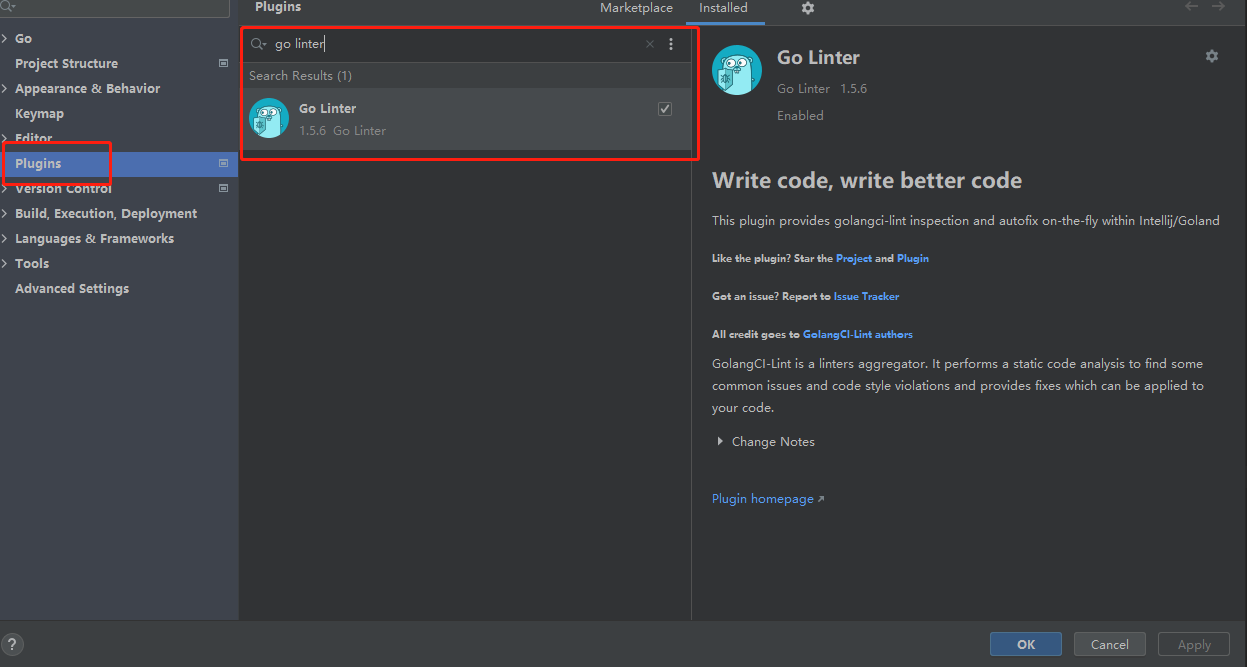 Go
Project Structure
Appearance & Behavior
Keymap
Editor
Plugins
Version Control
Build, Execution, Deployment
Languages & Frameworks
Tools
Advanced Settings
Plugins
Marketplace
Installed
go linter
Search Results (1)
Go Linter
1.5.6 Go Linter
Go Linter
Go Linter 1.5.6
Enabled
Write code, write better code
This plugin provides golangci-lint inspection and autofix on-the-fly within Intellij/Goland
Like the plugin? Star the Project and Plugin
Got an issue? Report to Issue Tracker
All credit goes to GolangCI-Lint authors
GolangCI-Lint is a linters aggregator. It performs a static code analysis to find some
common issues and code style violations and provides fixes which can be applied to
your code.
Change Notes
Plugin homepage
?
OK
Cancel
Apply